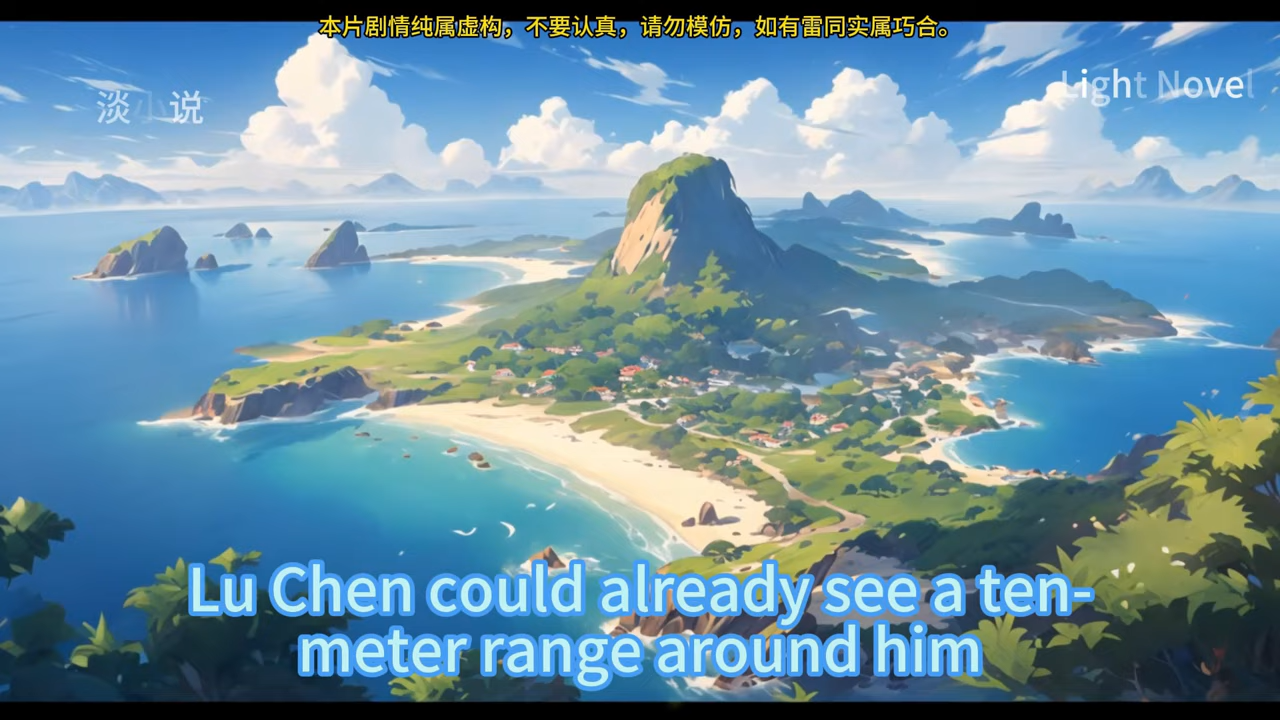 本片剧情纯属虚构，不要认真，请勿模仿，如有雷同实属巧合。
Light Novel
淡小说
Lu Chen could already see a ten-
meter range around him